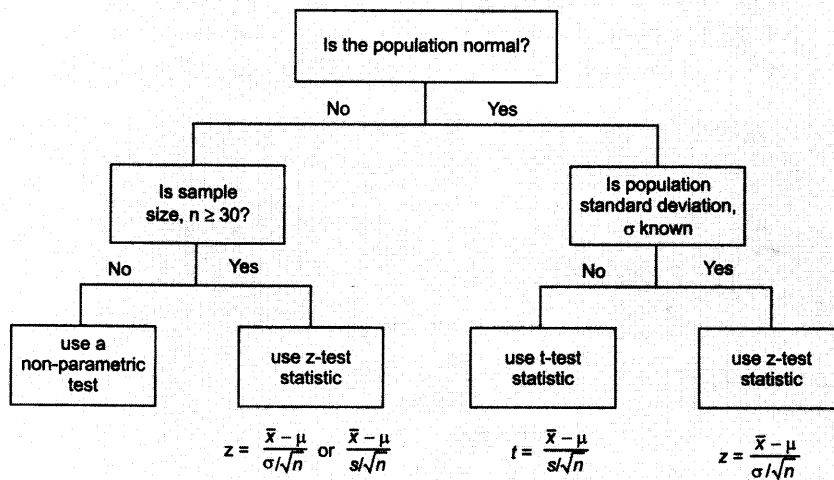 Is the population normal?
No
Yes
Is sample
size, n ≥ 30?
Is population
standard deviation,
σ known
No
Yes
No
Yes
use a
non-parametric
test
use z-test
statistic
use t-test
statistic
use z-test
statistic
z = x̄ − μ / σ/√n or x̄ − μ / s/√n
t = x̄ − μ / s/√n
z = x̄ − μ / σ/√n